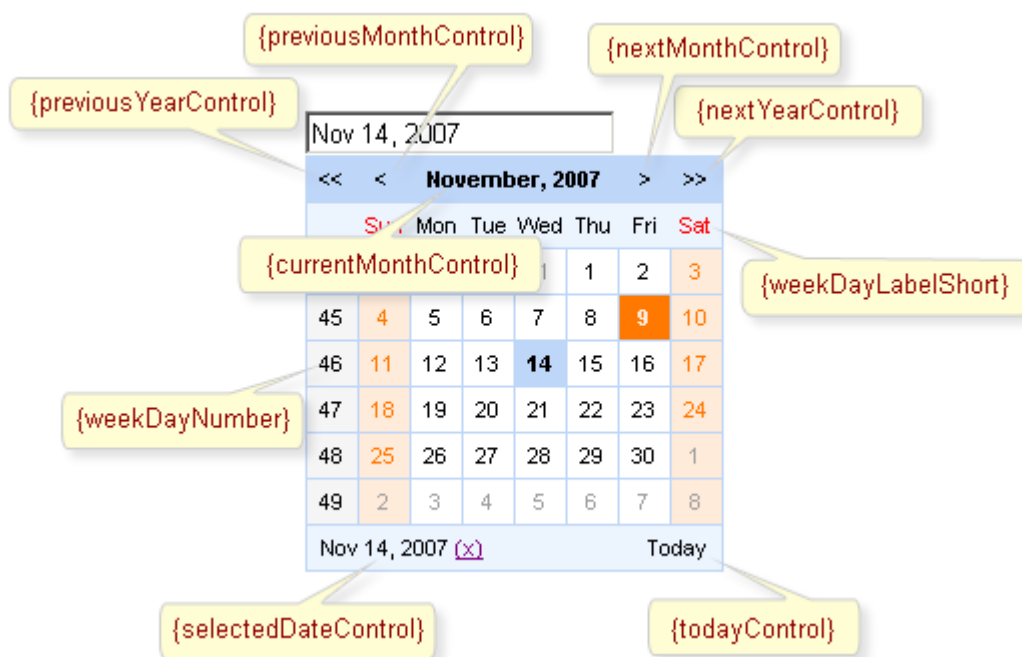 {previousMonthControl}
{nextMonthControl}
{previousYearControl}
{nextYearControl}
Nov 14, 2007
<< < November, 2007 > >>
Sun Mon Tue Wed Thu Fri Sat
{currentMonthControl}
1 1 2 3
{weekDayLabelShort}
45 4 5 6 7 8 9 10
46 11 12 13 14 15 16 17
{weekDayNumber}
47 18 19 20 21 22 23 24
48 25 26 27 28 29 30 1
49 2 3 4 5 6 7 8
Nov 14, 2007 (x) Today
{selectedDateControl}
{todayControl}